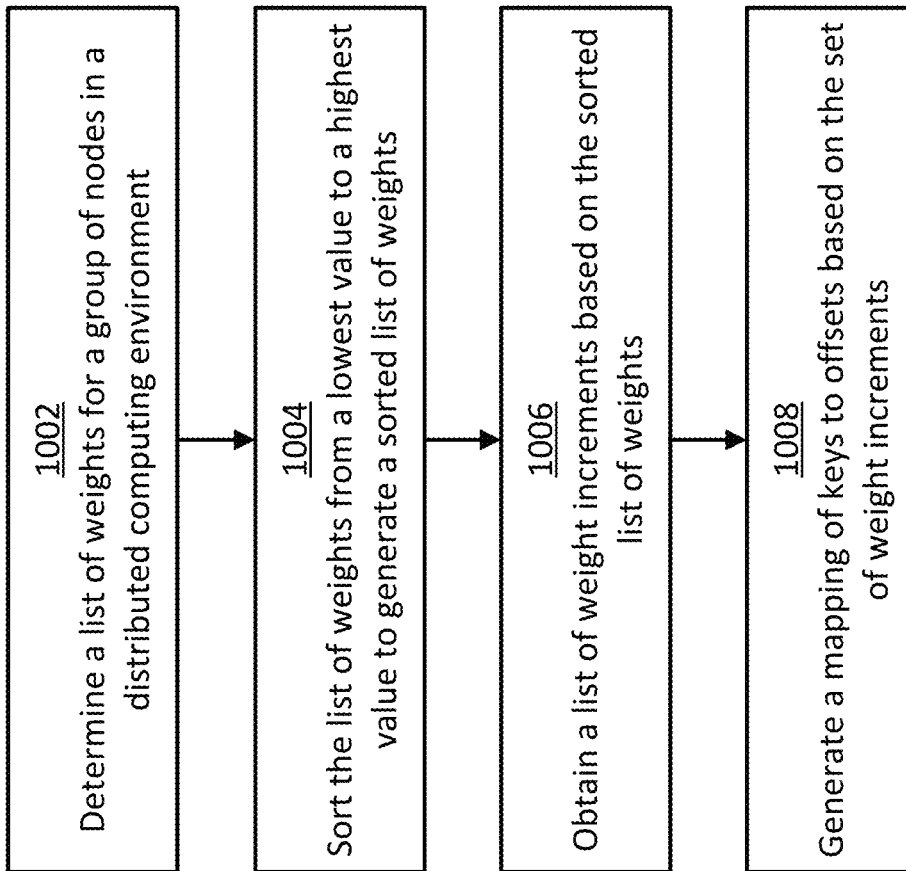 1002
Determine a list of weights for a group of nodes in a
distributed computing environment
1004
Sort the list of weights from a lowest value to a highest
value to generate a sorted list of weights
1006
Obtain a list of weight increments based on the sorted
list of weights
1008
Generate a mapping of keys to offsets based on the set
of weight increments